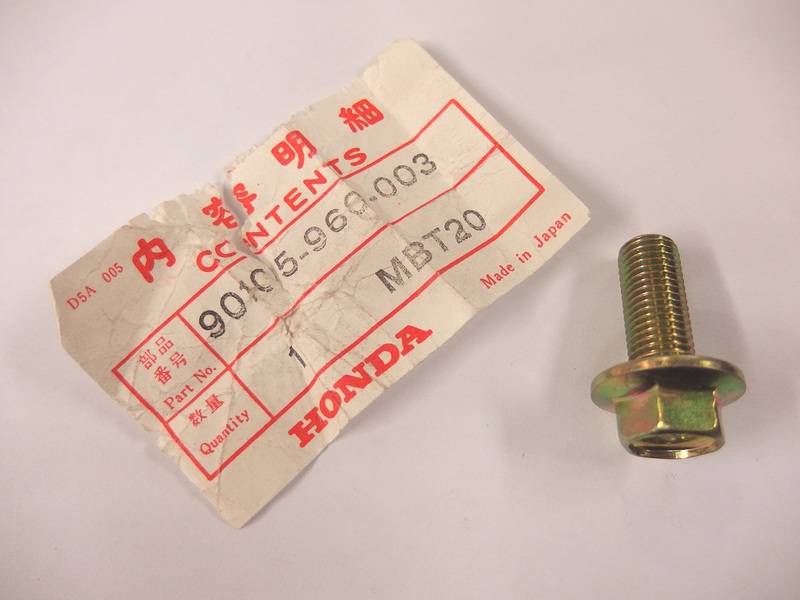 D5A 005
内容明細
CONTENTS
部品
番号
Part No.
90105-960-003
数量
Quantity
1
MBT20
HONDA
Made in Japan